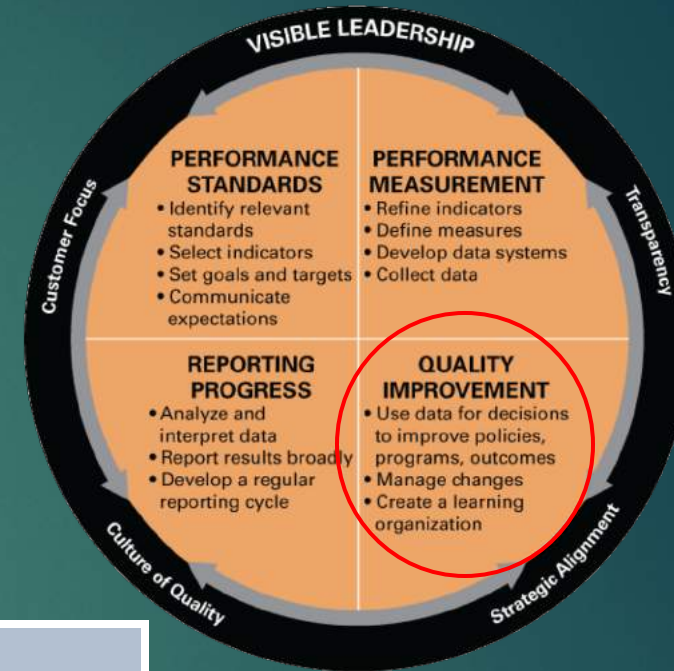 VISIBLE LEADERSHIP
Customer Focus
Transparency
PERFORMANCE
STANDARDS
• Identify relevant
standards
• Select indicators
• Set goals and targets
• Communicate
expectations
PERFORMANCE
MEASUREMENT
• Refine indicators
• Define measures
• Develop data systems
• Collect data
REPORTING
PROGRESS
• Analyze and
interpret data
• Report results broadly
• Develop a regular
reporting cycle
QUALITY
IMPROVEMENT
• Use data for decisions
to improve policies,
programs, outcomes
• Manage changes
• Create a learning
organization
Culture of Quality
Strategic Alignment